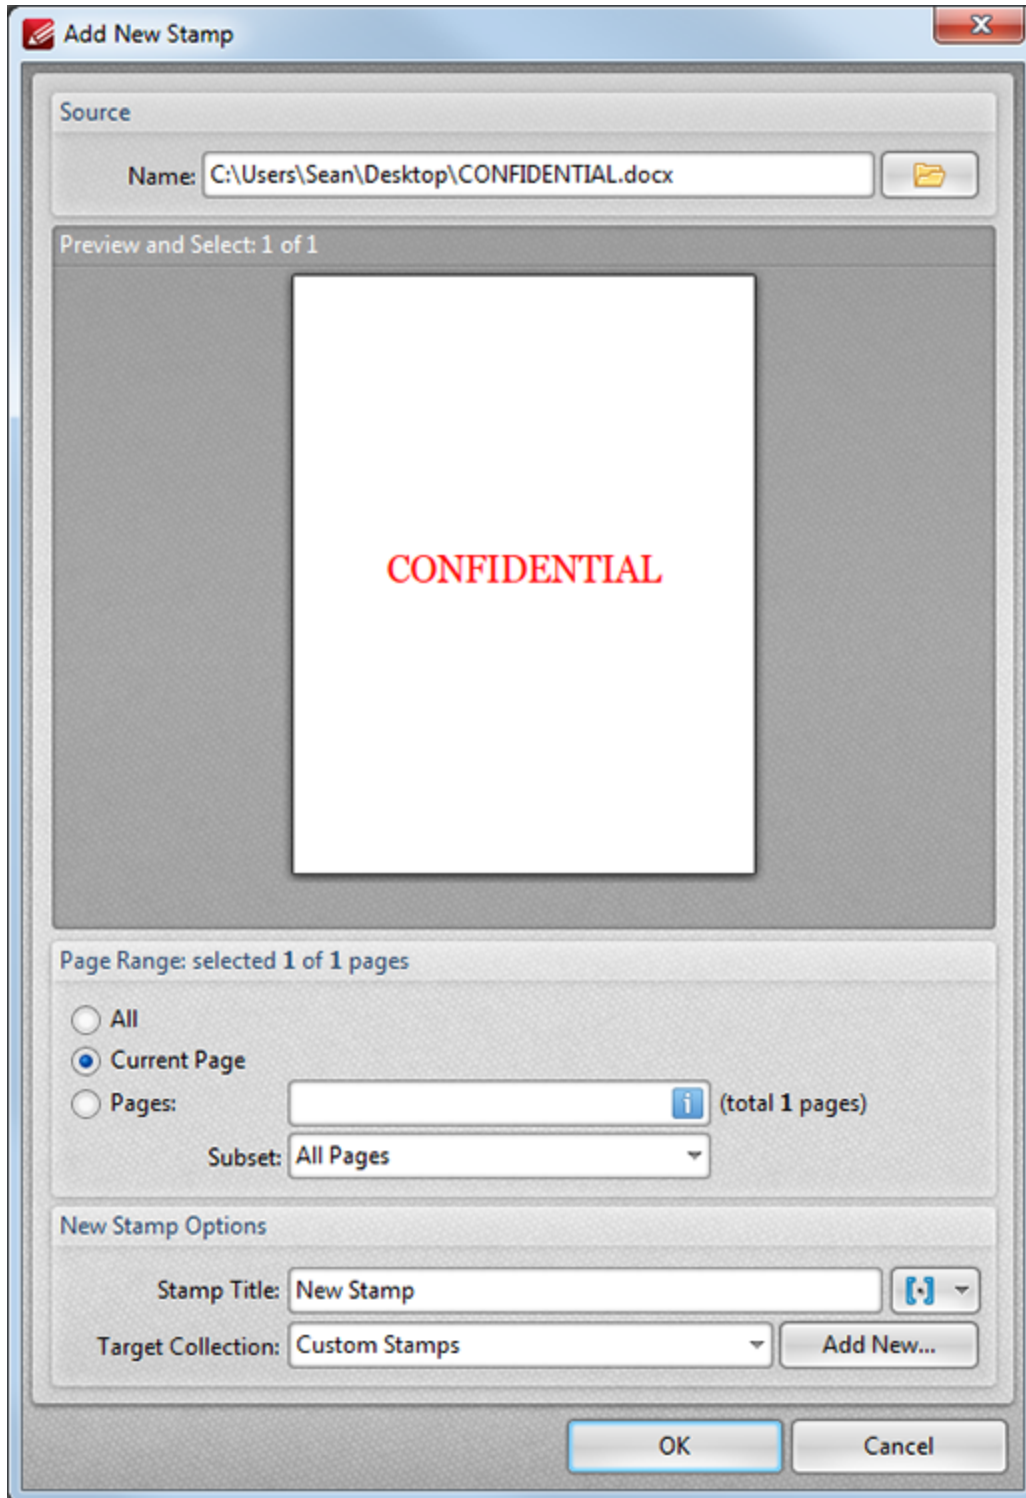 Add New Stamp
Source
Name: C:\Users\Sean\Desktop\CONFIDENTIAL.docx
Preview and Select: 1 of 1
CONFIDENTIAL
Page Range: selected 1 of 1 pages
All
Current Page
Pages: (total 1 pages)
Subset: All Pages
New Stamp Options
Stamp Title: New Stamp
Target Collection: Custom Stamps Add New...
OK Cancel